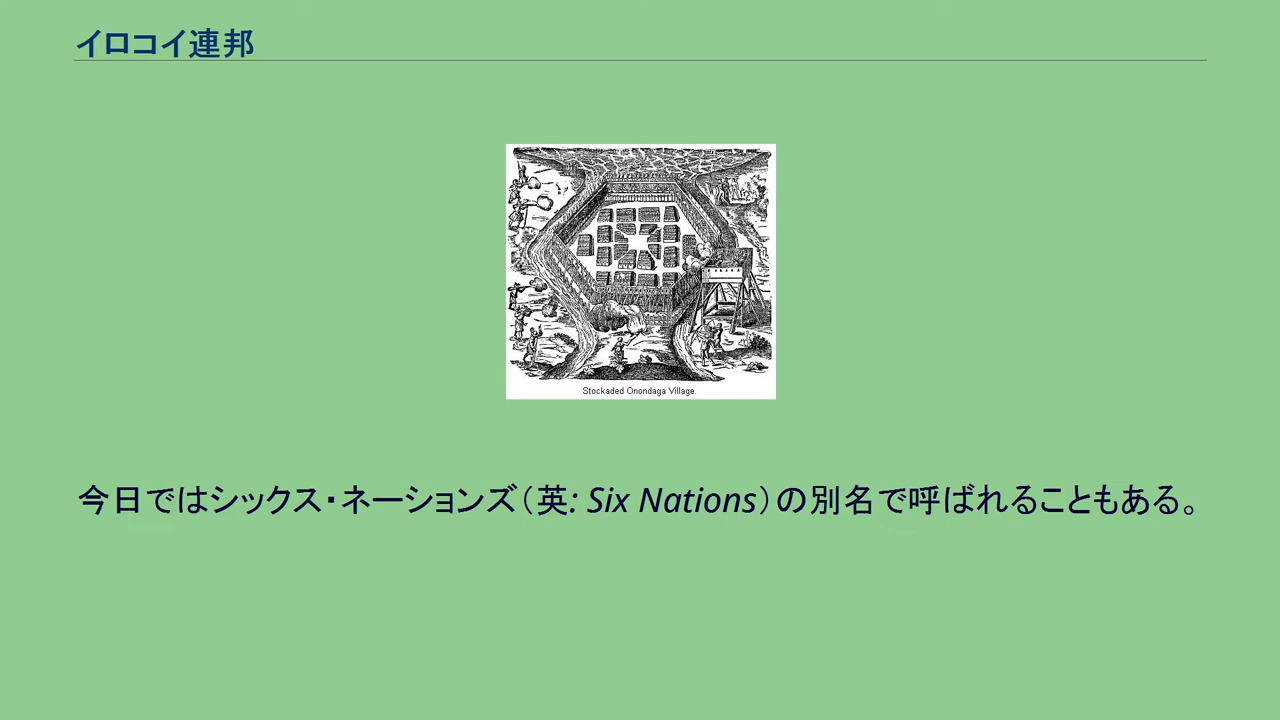 イロコイ連邦
Stockaded Onondaga Village.
今日ではシックス・ネーションズ（英: Six Nations）の別名で呼ばれることもある。